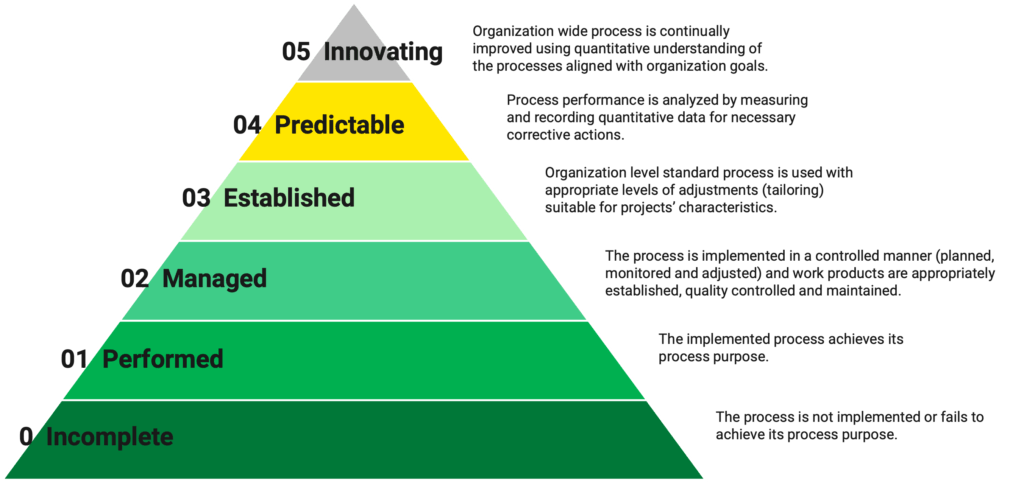 05 Innovating
Organization wide process is continually
improved using quantitative understanding of
the processes aligned with organization goals.
04 Predictable
Process performance is analyzed by measuring
and recording quantitative data for necessary
corrective actions.
03 Established
Organization level standard process is used with
appropriate levels of adjustments (tailoring)
suitable for projects’ characteristics.
02 Managed
The process is implemented in a controlled manner (planned,
monitored and adjusted) and work products are appropriately
established, quality controlled and maintained.
01 Performed
The implemented process achieves its
process purpose.
0 Incomplete
The process is not implemented or fails to
achieve its process purpose.